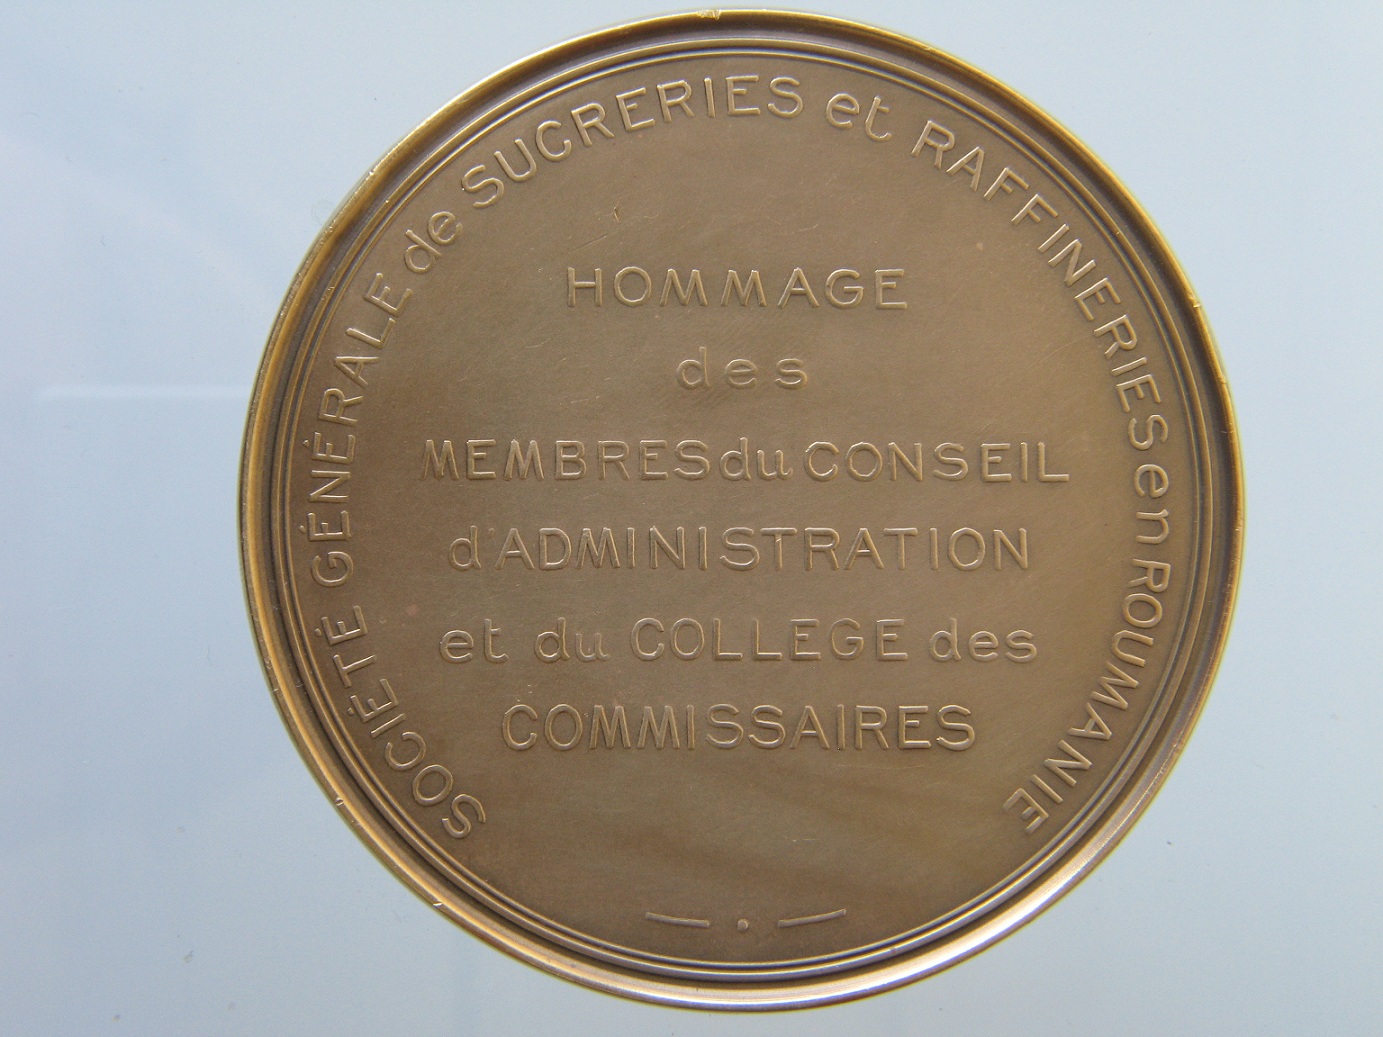 SOCIÉTÉ GÉNÉRALE de SUCRERIES et RAFFINERIES en ROUMANIE
HOMMAGE
des
MEMBRES du CONSEIL
d'ADMINISTRATION
et du COLLEGE des
COMMISSAIRES